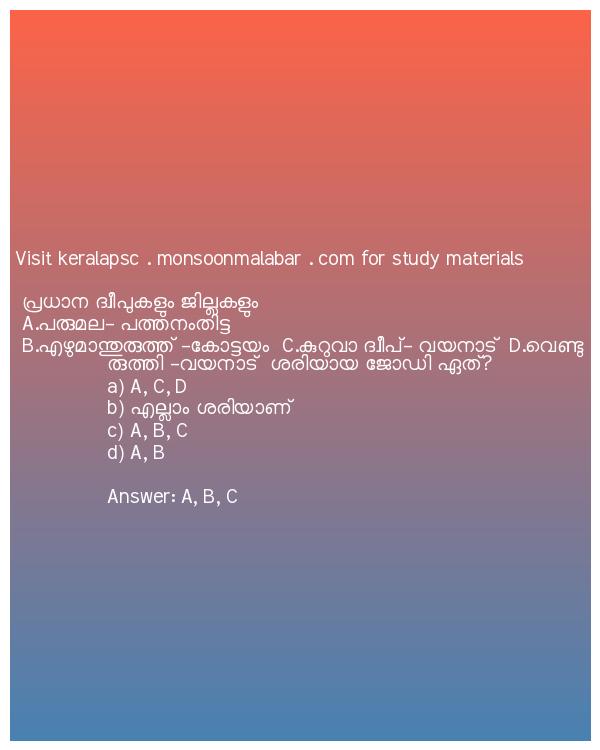 Visit keralapsc . monsoonmalabar . com for study materials
പ്രധാന ദ്വീപുകളും ജില്ലകളും
A.പരുമല- പത്തനംതിട്ട
B.എഴുമാന്തുരുത്ത് -കോട്ടയം C.കുറുവാ ദ്വീപ്- വയനാട് D.വെണ്ടു
രുത്തി -വയനാട് ശരിയായ ജോഡി ഏത്?
a) A, C, D
b) എല്ലാം ശരിയാണ്
c) A, B, C
d) A, B
Answer: A, B, C